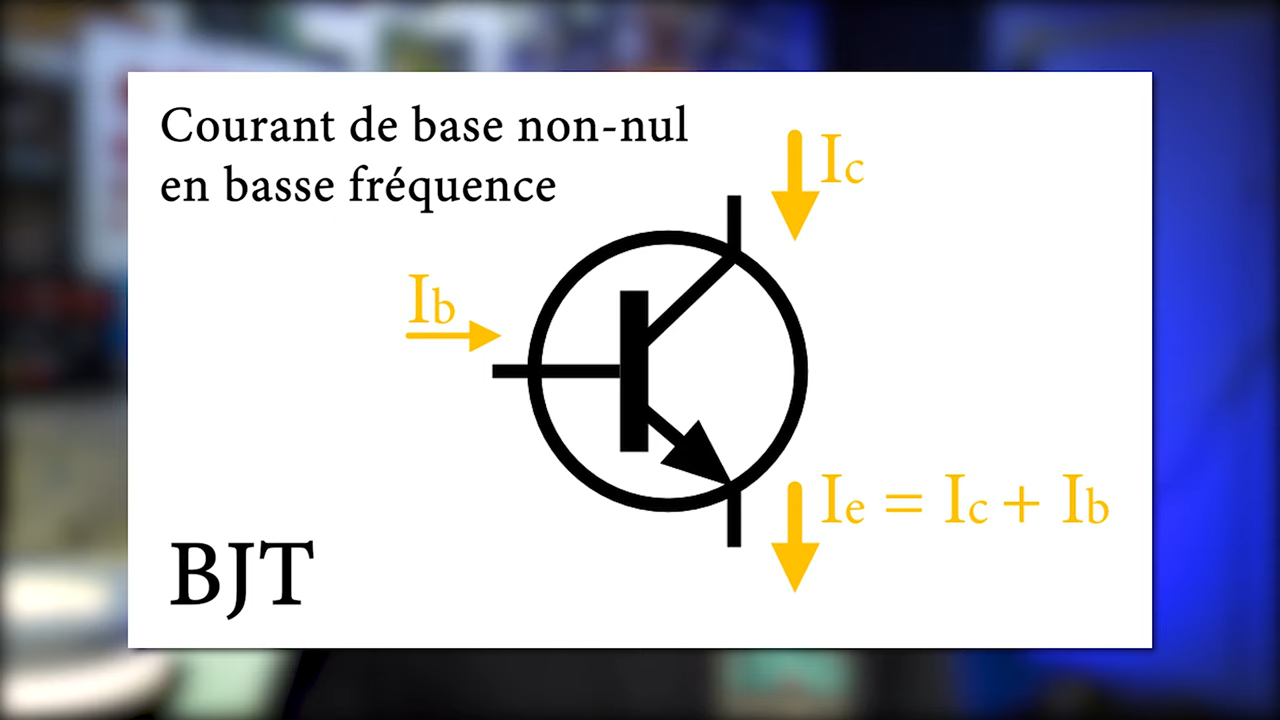 Courant de base non-nul
en basse fréquence
Ic
Ib
Ie = Ic + Ib
BJT